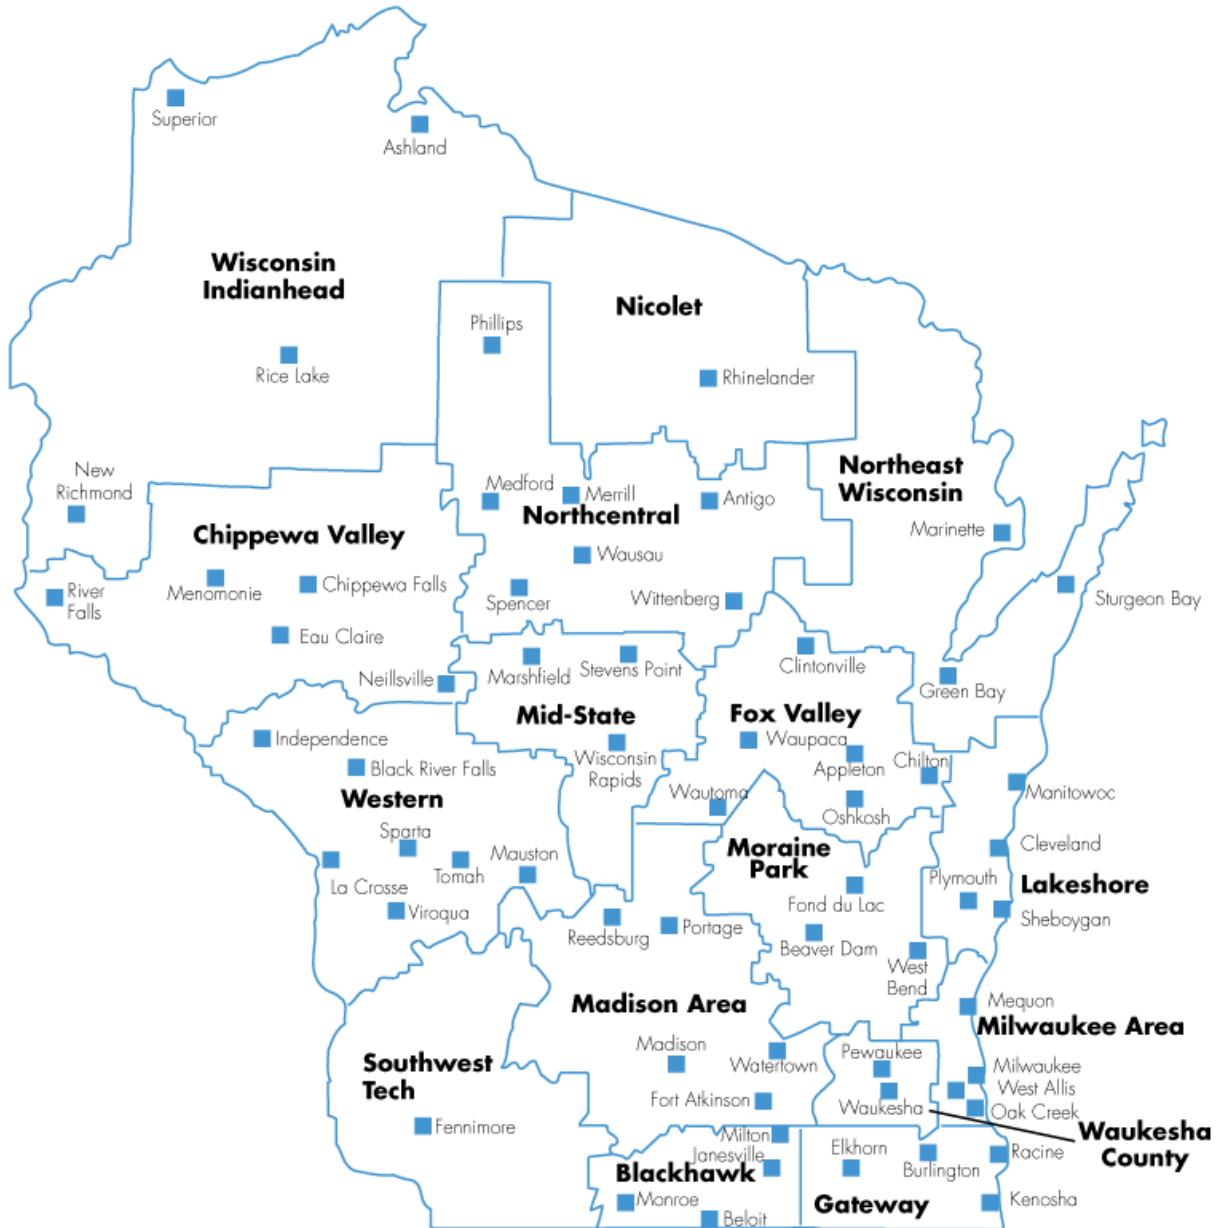 Superior
Ashland
Wisconsin
Indianhead
Nicolet
Phillips
Rice Lake
Rhinelander
New
Richmond
Medford
Merrill
Antigo
Northcentral
Northeast
Wisconsin
Marinette
Chippewa Valley
Wausau
Menomonie
Chippewa Falls
River
Falls
Spencer
Wittenberg
Sturgeon Bay
Eau Claire
Neillsville
Marshfield
Stevens Point
Clintonville
Green Bay
Mid-State
Fox Valley
Independence
Wisconsin
Rapids
Waupaca
Appleton
Chilton
Black River Falls
Western
Wautoma
Oshkosh
Manitowoc
Sparta
Tomah
Mauston
Moraine
Park
Cleveland
Plymouth
Lakeshore
La Crosse
Viroqua
Fond du Lac
Sheboygan
Reedsburg
Portage
Beaver Dam
West
Bend
Madison Area
Mequon
Milwaukee Area
Southwest
Tech
Madison
Watertown
Pewaukee
Milwaukee
West Allis
Fort Atkinson
Waukesha
Oak Creek
Fennimore
Waukesha
County
Milton
Janesville
Elkhorn
Burlington
Racine
Blackhawk
Monroe
Beloit
Gateway
Kenosha